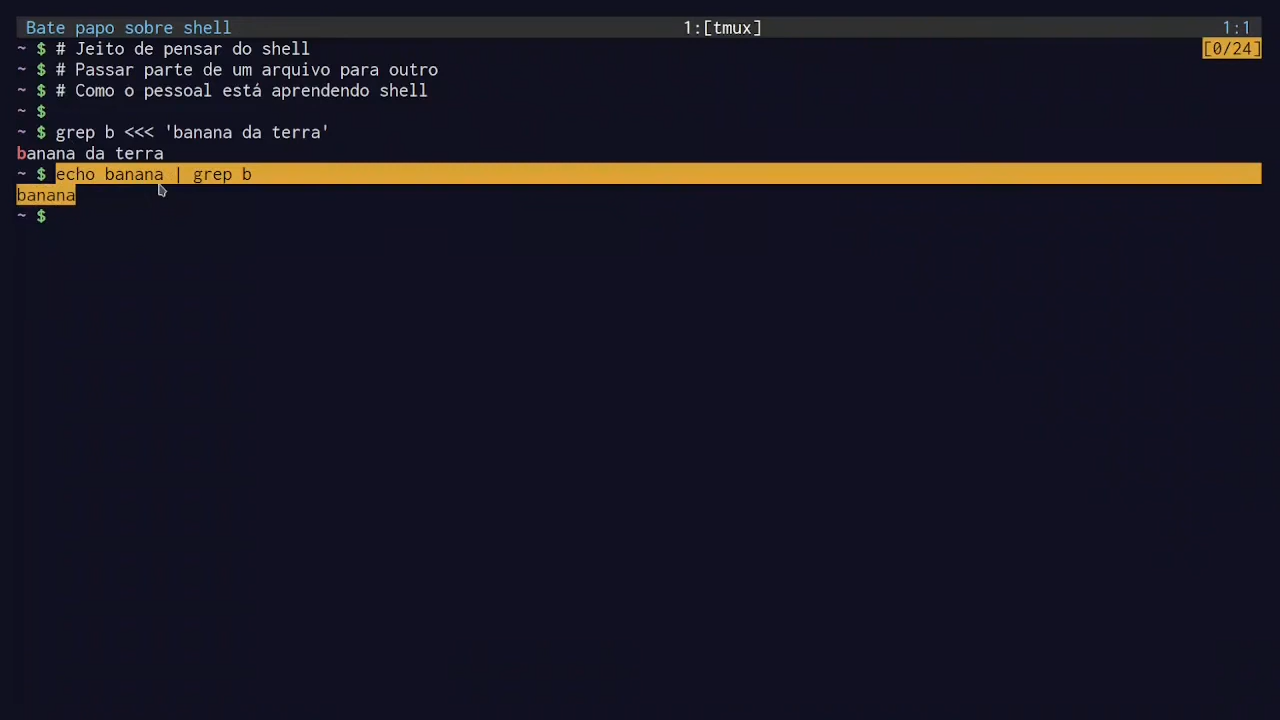 Bate papo sobre shell 1:[tmux] 1:1
~ $ # Jeito de pensar do shell [0/24]
~ $ # Passar parte de um arquivo para outro
~ $ # Como o pessoal está aprendendo shell
~ $
~ $ grep b <<< 'banana da terra'
banana da terra
~ $ echo banana | grep b
banana
~ $